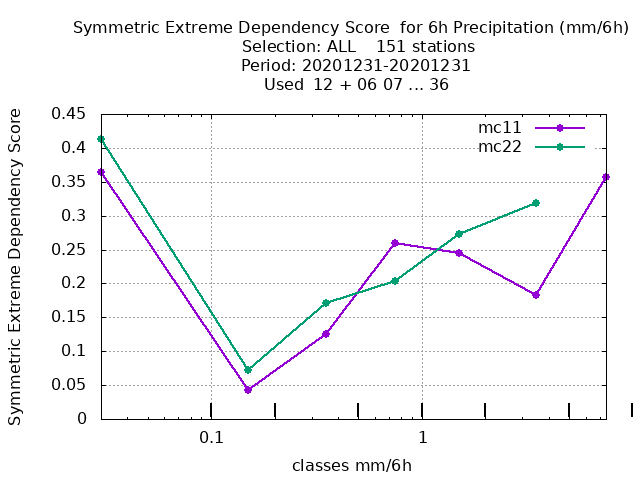 Symmetric Extreme Dependency Score  for 6h Precipitation (mm/6h)
Selection: ALL    151 stations
Period: 20201231-20201231
Used  12 + 06 07 ... 36
mc11
mc22
Symmetric Extreme Dependency Score
0.45
0.4
0.35
0.3
0.25
0.2
0.15
0.1
0.05
0
0.1
1
classes mm/6h